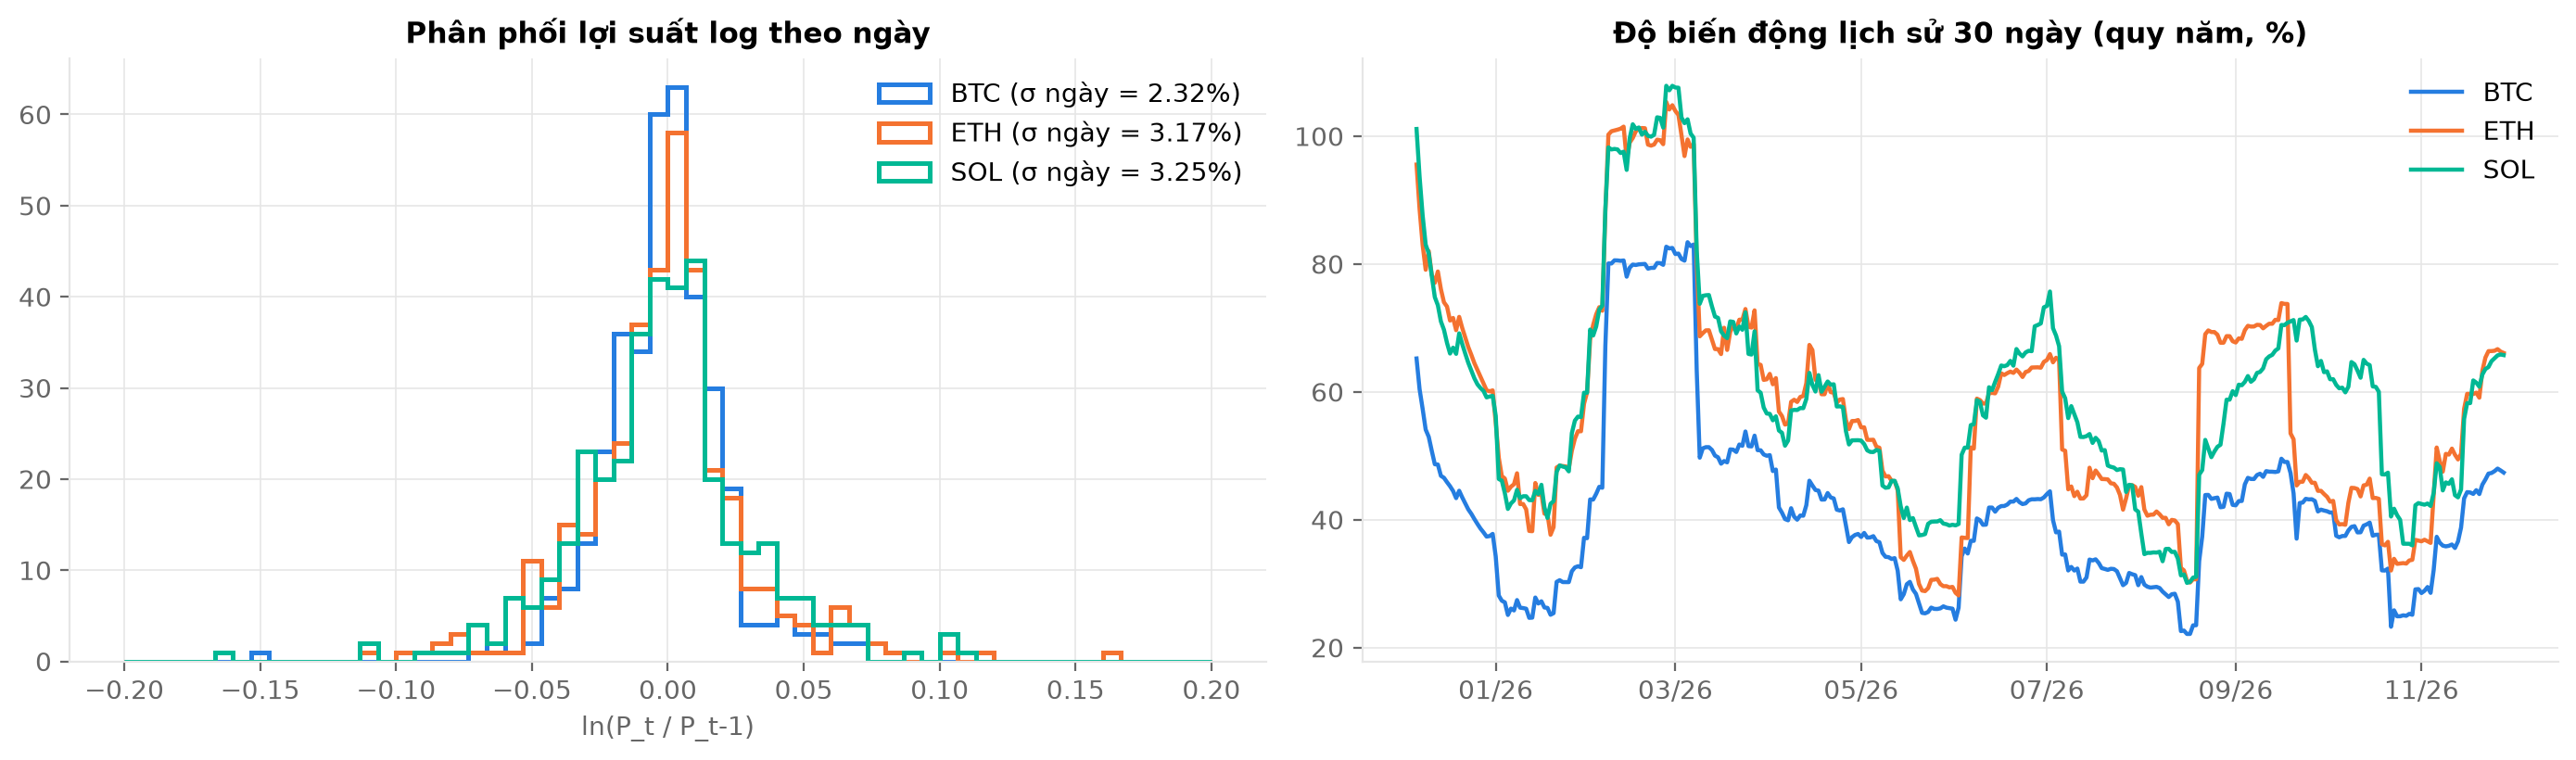 Phân phối lợi suất log theo ngày
60
50
40
30
20
10
0
BTC (σ ngày = 2.32%)
ETH (σ ngày = 3.17%)
SOL (σ ngày = 3.25%)
−0.20 −0.15 −0.10 −0.05 0.00 0.05 0.10 0.15 0.20
ln(P_t / P_t-1)
Độ biến động lịch sử 30 ngày (quy năm, %)
100
80
60
40
20
BTC
ETH
SOL
01/26 03/26 05/26 07/26 09/26 11/26